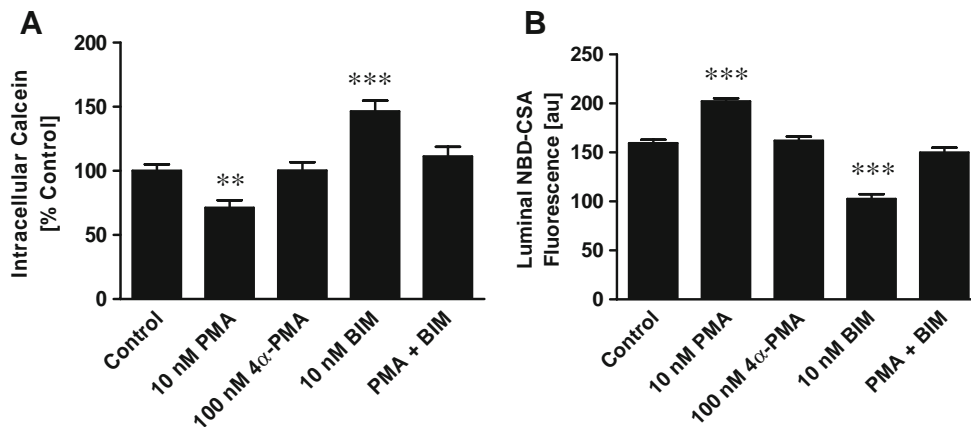 A
Intracellular Calcein
[% Control]
200
150
100
50
0
**
***
Control
10 nM PMA
100 nM 4α-PMA
10 nM BIM
PMA + BIM
B
Luminal NBD-CSA
Fluorescence [au]
250
200
150
100
50
0
***
***
Control
10 nM PMA
100 nM 4α-PMA
10 nM BIM
PMA + BIM